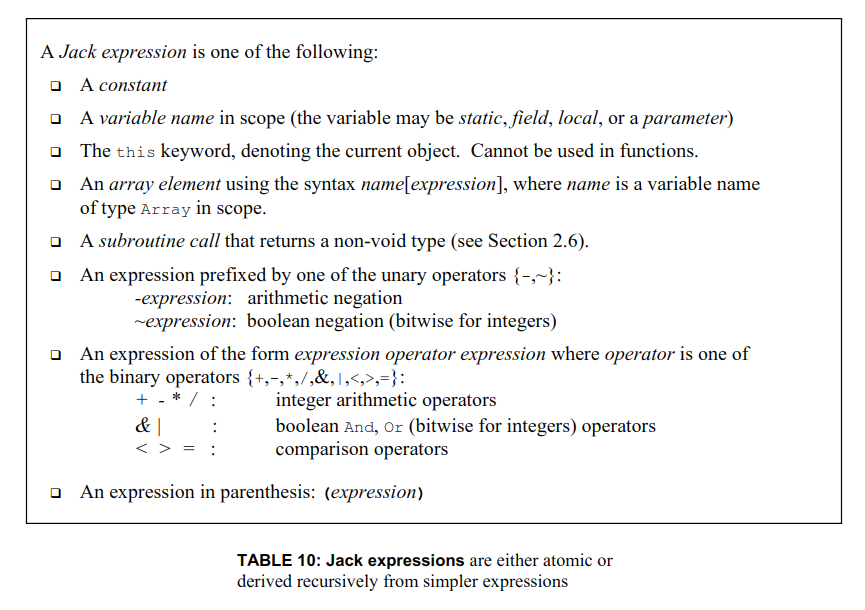 A Jack expression is one of the following:
❑ A constant
❑ A variable name in scope (the variable may be static, field, local, or a parameter)
❑ The this keyword, denoting the current object. Cannot be used in functions.
❑ An array element using the syntax name[expression], where name is a variable name
of type Array in scope.
❑ A subroutine call that returns a non-void type (see Section 2.6).
❑ An expression prefixed by one of the unary operators {-,~}:
-expression: arithmetic negation
~expression: boolean negation (bitwise for integers)
❑ An expression of the form expression operator expression where operator is one of
the binary operators {+,-,*,/,&,|,<,>,=}:
+ - * / : integer arithmetic operators
& | : boolean And, Or (bitwise for integers) operators
< > = : comparison operators
❑ An expression in parenthesis: (expression)
TABLE 10: Jack expressions are either atomic or
derived recursively from simpler expressions